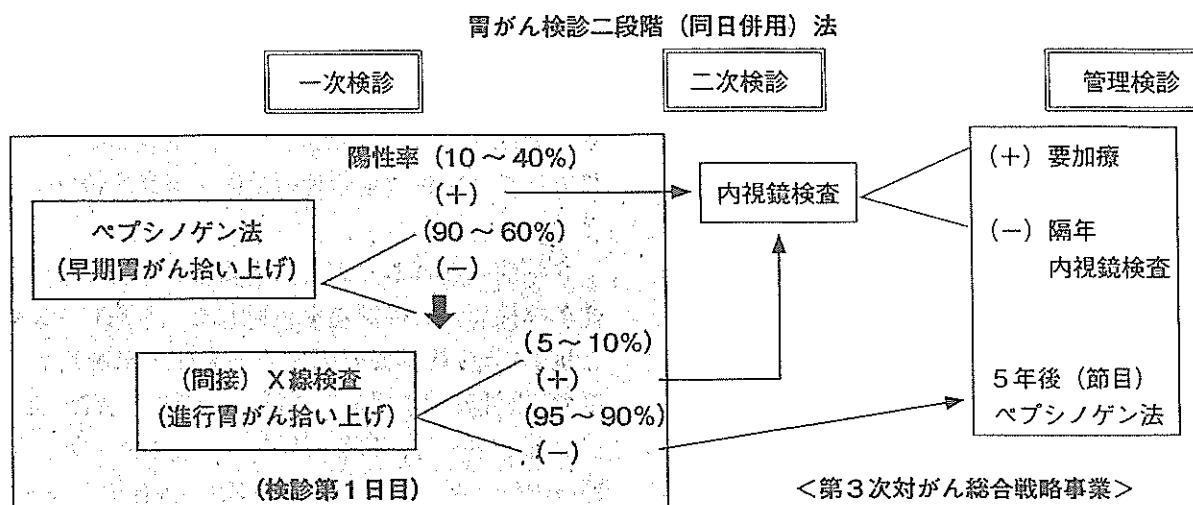 胃がん検診二段階（同日併用）法
一次検診
二次検診
管理検診
陽性率（10～40%）
（＋）
ペプシノゲン法
（早期胃がん拾い上げ）
（90～60%）
（－）
（間接）X線検査
（進行胃がん拾い上げ）
（5～10%）
（＋）
（95～90%）
（－）
（検診第１日目）
内視鏡検査
（＋）要加療
（－）隔年
内視鏡検査
５年後（節目）
ペプシノゲン法
＜第３次対がん総合戦略事業＞